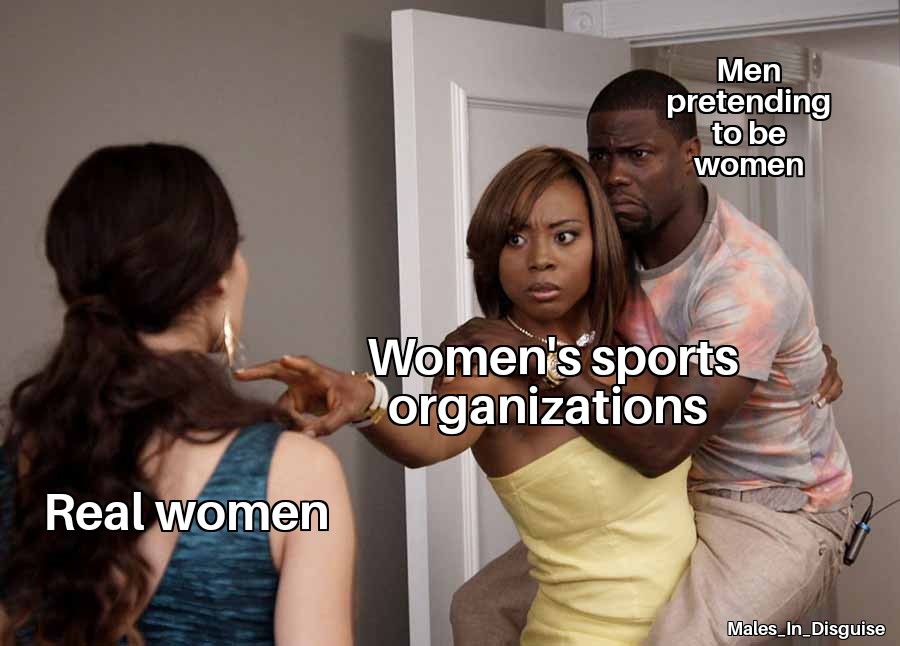 Men
pretending
to be
women
Women's sports
organizations
Real women
Males_In_Disguise